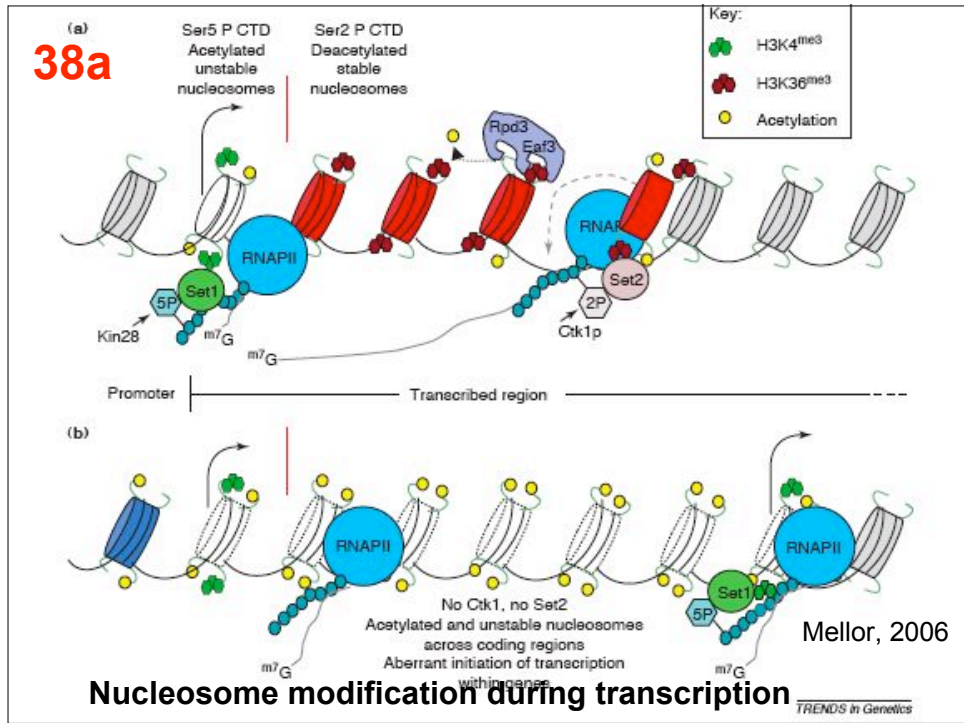 (a)
38a
Ser5 P CTD
Acetylated
unstable
nucleosomes
Ser2 P CTD
Deacetylated
stable
nucleosomes
Key:
H3K4me3
H3K36me3
Acetylation
Rpd3
Eaf3
RNAPII
RNAP
Set1
5P
Kin28
m7G
Set2
2P
Ctk1p
m7G
Promoter
Transcribed region
(b)
RNAPII
RNAPII
Set1
5P
No Ctk1, no Set2
Acetylated and unstable nucleosomes
across coding regions
Aberrant initiation of transcription
within genes
m7G
m7G
Mellor, 2006
Nucleosome modification during transcription
TRENDS in Genetics